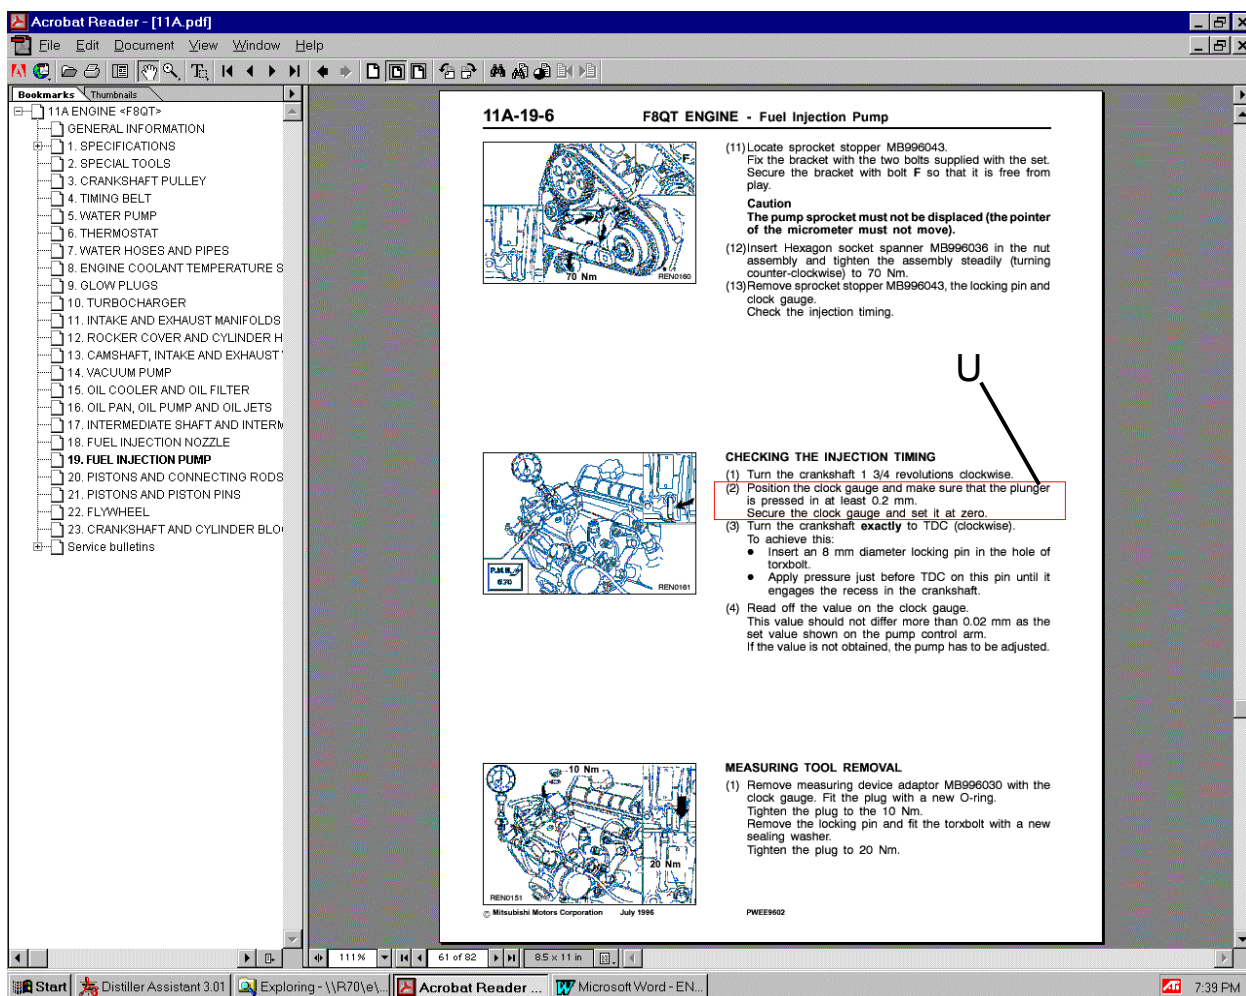 Acrobat Reader - [11A.pdf]
File Edit Document View Window Help
Bookmarks Thumbnails
11A ENGINE <F8QT>
GENERAL INFORMATION
1. SPECIFICATIONS
2. SPECIAL TOOLS
3. CRANKSHAFT PULLEY
4. TIMING BELT
5. WATER PUMP
6. THERMOSTAT
7. WATER HOSES AND PIPES
8. ENGINE COOLANT TEMPERATURE S
9. GLOW PLUGS
10. TURBOCHARGER
11. INTAKE AND EXHAUST MANIFOLDS
12. ROCKER COVER AND CYLINDER H
13. CAMSHAFT, INTAKE AND EXHAUST
14. VACUUM PUMP
15. OIL COOLER AND OIL FILTER
16. OIL PAN, OIL PUMP AND OIL JETS
17. INTERMEDIATE SHAFT AND INTERM
18. FUEL INJECTION NOZZLE
19. FUEL INJECTION PUMP
20. PISTONS AND CONNECTING RODS
21. PISTONS AND PISTON PINS
22. FLYWHEEL
23. CRANKSHAFT AND CYLINDER BLO
Service bulletins
11A-19-6 F8QT ENGINE - Fuel Injection Pump
F
70 Nm
REN0160
(11) Locate sprocket stopper MB996043.
Fix the bracket with the two bolts supplied with the set.
Secure the bracket with bolt F so that it is free from
play.
Caution
The pump sprocket must not be displaced (the pointer
of the micrometer must not move).
(12) Insert Hexagon socket spanner MB996036 in the nut
assembly and tighten the assembly steadily (turning
counter-clockwise) to 70 Nm.
(13) Remove sprocket stopper MB996043, the locking pin and
clock gauge.
Check the injection timing.
U
P.M.H.
0.70
REN0161
CHECKING THE INJECTION TIMING
(1) Turn the crankshaft 1 3/4 revolutions clockwise.
(2) Position the clock gauge and make sure that the plunger
is pressed in at least 0.2 mm.
Secure the clock gauge and set it at zero.
(3) Turn the crankshaft exactly to TDC (clockwise).
To achieve this:
● Insert an 8 mm diameter locking pin in the hole of
torxbolt.
● Apply pressure just before TDC on this pin until it
engages the recess in the crankshaft.
(4) Read off the value on the clock gauge.
This value should not differ more than 0.02 mm as the
set value shown on the pump control arm.
If the value is not obtained, the pump has to be adjusted.
10 Nm
20 Nm
REN0151
MEASURING TOOL REMOVAL
(1) Remove measuring device adaptor MB996030 with the
clock gauge. Fit the plug with a new O-ring.
Tighten the plug to the 10 Nm.
Remove the locking pin and fit the torxbolt with a new
sealing washer.
Tighten the plug to 20 Nm.
© Mitsubishi Motors Corporation July 1996 PWEE9602
111% 61 of 82 8.5 x 11 in
Start Distiller Assistant 3.01 Exploring - \\R70\e\... Acrobat Reader ... Microsoft Word - EN... ATI 7:39 PM